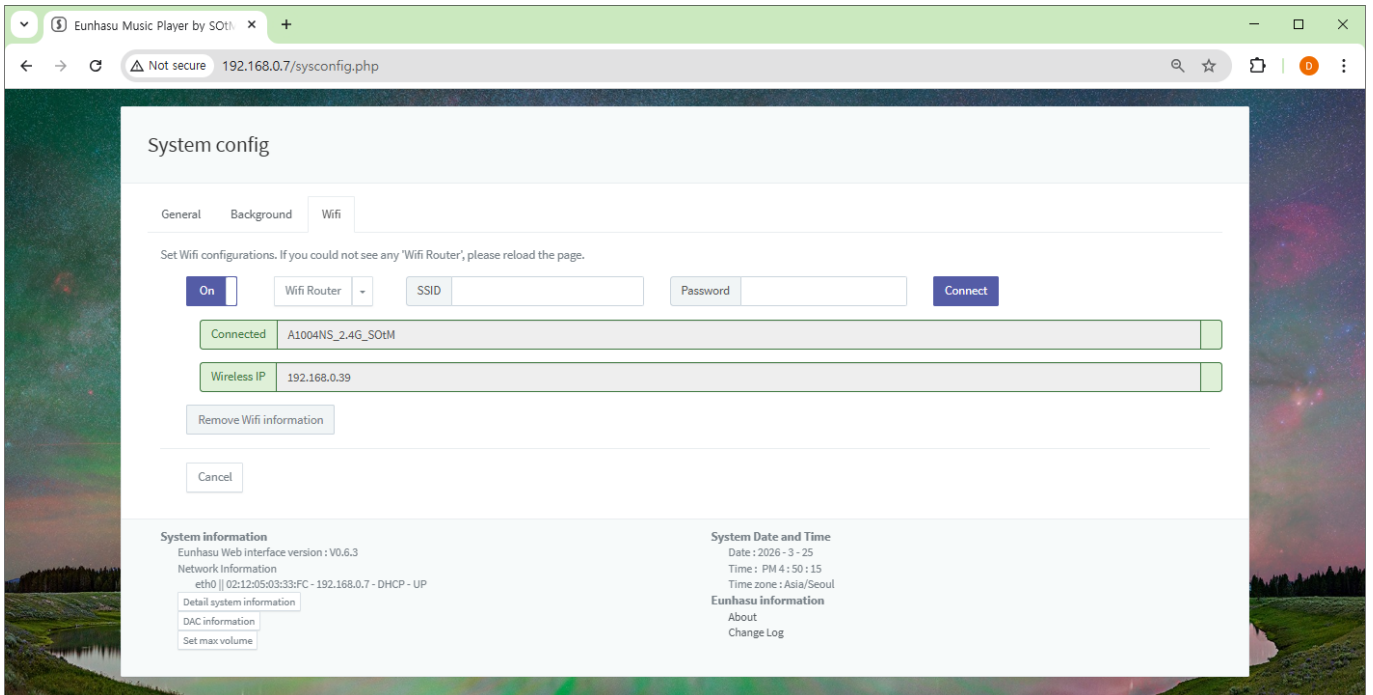 Eunhasu Music Player by SOtM
Not secure 192.168.0.7/sysconfig.php
D
System config
General Background Wifi
Set Wifi configurations. If you could not see any 'Wifi Router', please reload the page.
On Wifi Router SSID Password Connect
Connected A1004NS_2.4G_SOtM
Wireless IP 192.168.0.39
Remove Wifi information
Cancel
System information
Eunhasu Web interface version : V0.6.3
Network Information
eth0 || 02:12:05:03:33:FC - 192.168.0.7 - DHCP - UP
Detail system information
DAC information
Set max volume
System Date and Time
Date : 2026 - 3 - 25
Time : PM 4 : 50 : 15
Time zone : Asia/Seoul
Eunhasu information
About
Change Log